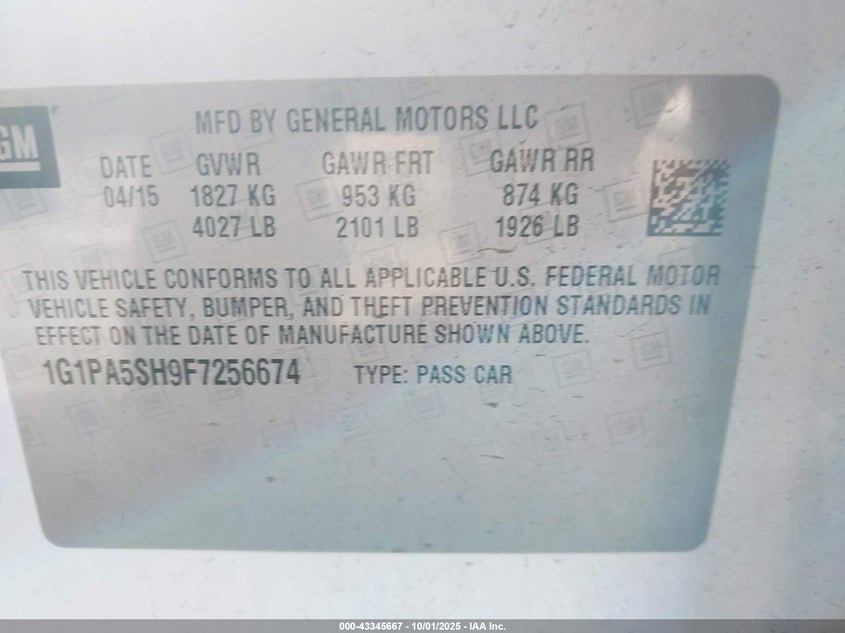 GM®
MFD BY GENERAL MOTORS LLC
DATE GVWR GAWR FRT GAWR RR
04/15 1827 KG 953 KG 874 KG
4027 LB 2101 LB 1926 LB
THIS VEHICLE CONFORMS TO ALL APPLICABLE U.S. FEDERAL MOTOR
VEHICLE SAFETY, BUMPER, AND THEFT PREVENTION STANDARDS IN
EFFECT ON THE DATE OF MANUFACTURE SHOWN ABOVE.
1G1PA5SH9F7256674 TYPE: PASS CAR
000-43345667 - 10/01/2025 - IAA Inc.